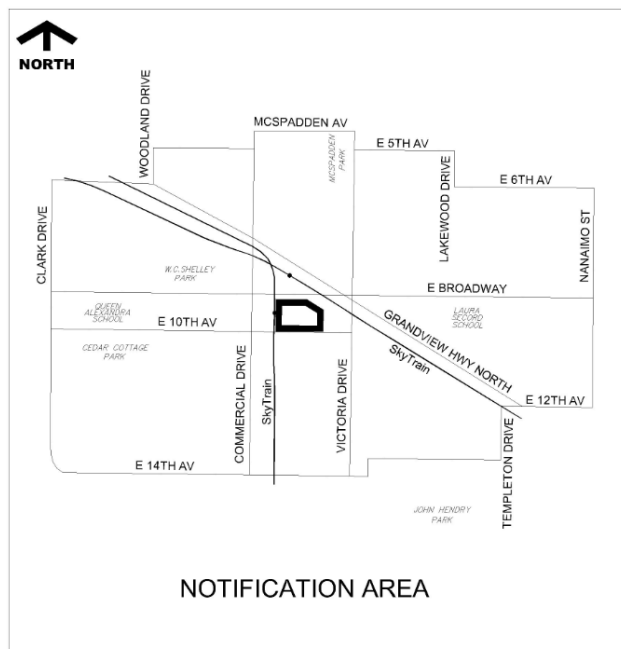 NORTH
WOODLAND DRIVE
MCSPADDEN AV
MCSPADDEN
PARK
E 5TH AV
LAKEWOOD DRIVE
E 6TH AV
NANAIMO ST
CLARK DRIVE
W.C.SHELLEY
PARK
E BROADWAY
QUEEN
ALEXANDRA
SCHOOL
E 10TH AV
LAURA
SECORD
SCHOOL
CEDAR COTTAGE
PARK
GRANDVIEW HWY NORTH
SkyTrain
COMMERCIAL DRIVE
SkyTrain
VICTORIA DRIVE
E 12TH AV
TEMPLETON DRIVE
E 14TH AV
JOHN HENDRY
PARK
NOTIFICATION AREA